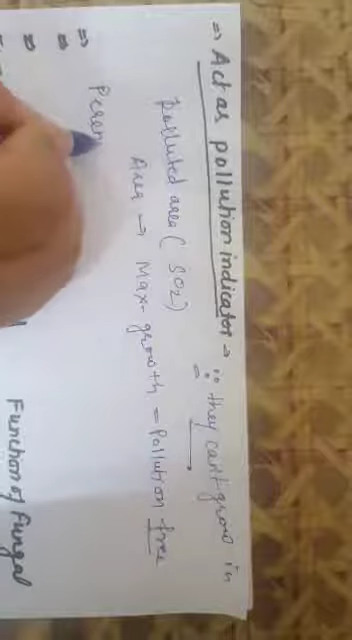 ⇒ Act as pollution indicator → ∵ they can't grow in
polluted area ( SO2)
Area → Max. growth = Pollution free
⇒ Peren
⇒
⇒
Function of Fungal